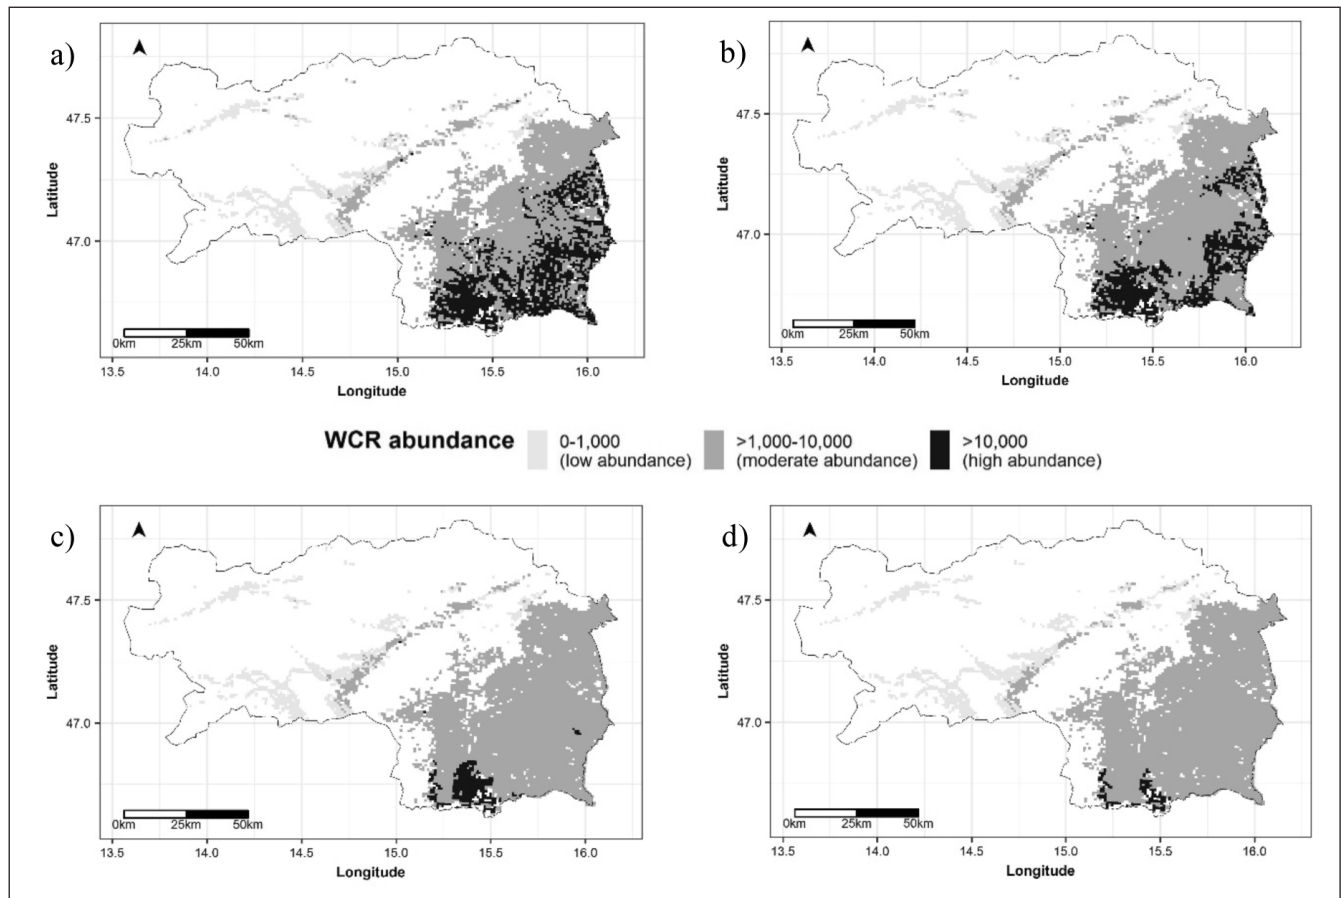 a)
47.5
47.0
Latitude
0km 25km 50km
13.5 14.0 14.5 15.0 15.5 16.0
Longitude
b)
47.5
47.0
Latitude
0km 25km 50km
13.5 14.0 14.5 15.0 15.5 16.0
Longitude
WCR abundance
0-1,000
(low abundance)
>1,000-10,000
(moderate abundance)
>10,000
(high abundance)
c)
47.5
47.0
Latitude
0km 25km 50km
13.5 14.0 14.5 15.0 15.5 16.0
Longitude
d)
47.5
47.0
Latitude
0km 25km 50km
13.5 14.0 14.5 15.0 15.5 16.0
Longitude